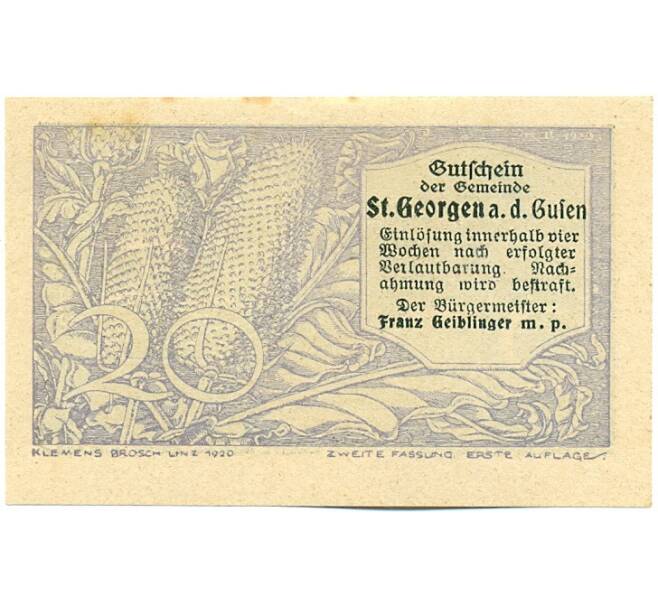 Gutschein
der Gemeinde
St. Georgen a. d. Gusen
Einlösung innerhalb vier
Wochen nach erfolgter
Verlautbarung. Nach-
ahmung wird bestraft.
Der Bürgermeister:
Franz Geiblinger m. p.
20
KLEMENS BROSCH LINZ 1920
ZWEITE FASSUNG. ERSTE AUFLAGE.